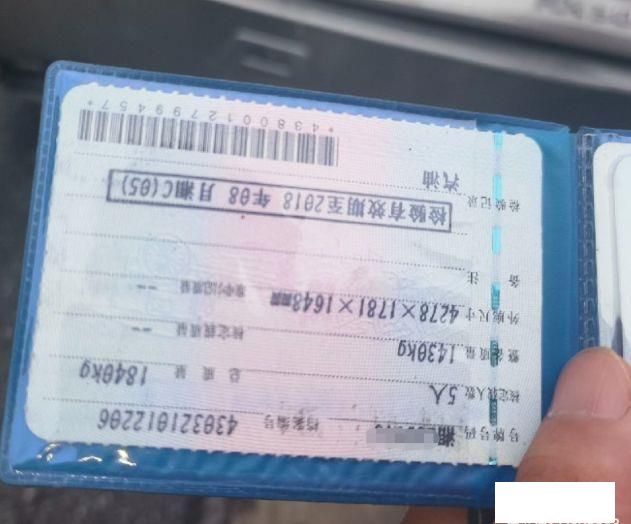 号牌号码 湘 档案编号 430321012206
核定载人数 5人 总质量 1840kg
整备质量 1430kg 核定载质量 --
外廓尺寸 4278×1781×1648mm 准牵引总质量 --
备注
检验有效期至2018年08月湘C(05)
检验记录 汽油
*4380012799457*